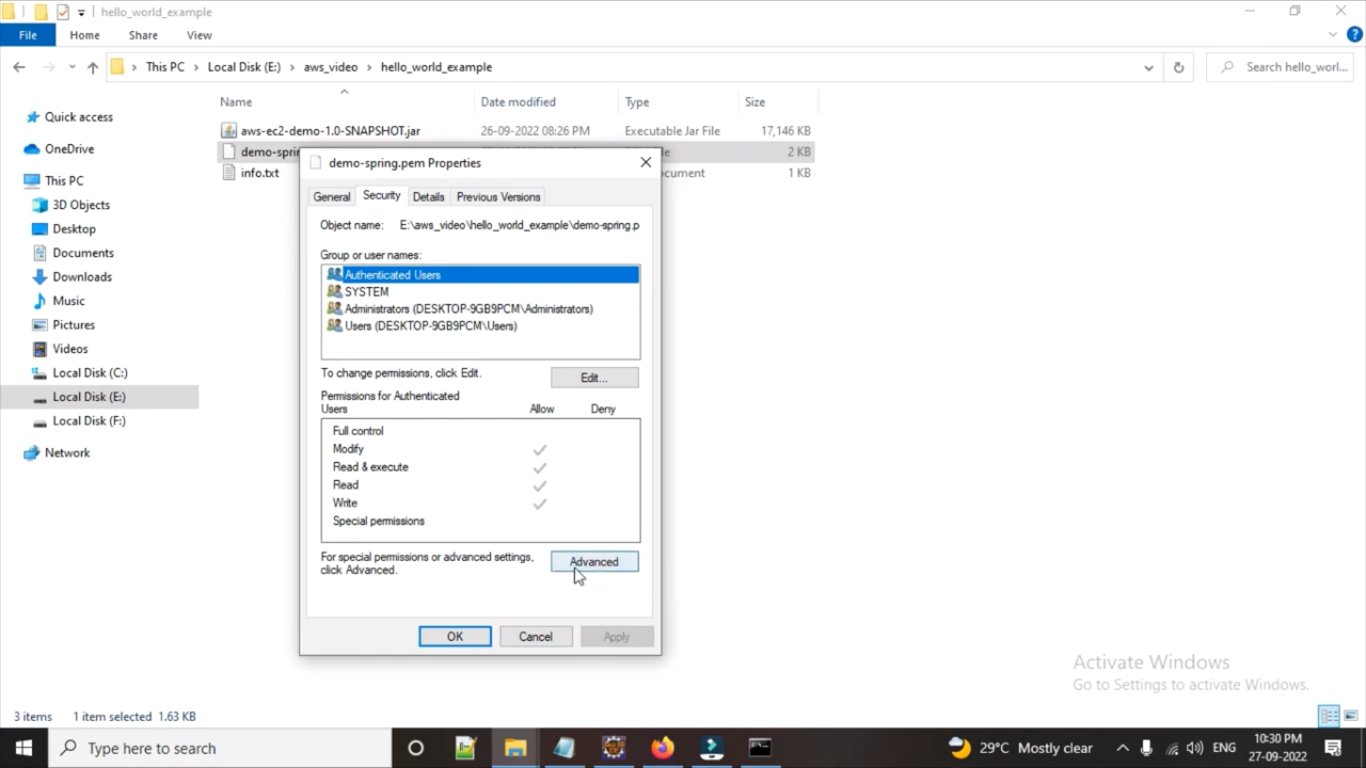 hello_world_example
File Home Share View
This PC Local Disk (E:) aws_video hello_world_example Search hello_worl...
Name Date modified Type Size
Quick access
OneDrive
This PC
3D Objects
Desktop
Documents
Downloads
Music
Pictures
Videos
Local Disk (C:)
Local Disk (E:)
Local Disk (F:)
Network
aws-ec2-demo-1.0-SNAPSHOT.jar 26-09-2022 08:26 PM Executable Jar File 17,146 KB
demo-sprin 2 KB
info.txt 1 KB
demo-spring.pem Properties
General Security Details Previous Versions
Object name: E:\aws_video\hello_world_example\demo-spring.p
Group or user names:
Authenticated Users
SYSTEM
Administrators (DESKTOP-9GB9PCM\Administrators)
Users (DESKTOP-9GB9PCM\Users)
To change permissions, click Edit.
Edit...
Permissions for Authenticated
Users Allow Deny
Full control
Modify
Read & execute
Read
Write
Special permissions
For special permissions or advanced settings,
click Advanced.
Advanced
OK Cancel Apply
Activate Windows
Go to Settings to activate Windows.
3 items 1 item selected 1.63 KB
Type here to search
29°C Mostly clear
ENG
10:30 PM
27-09-2022